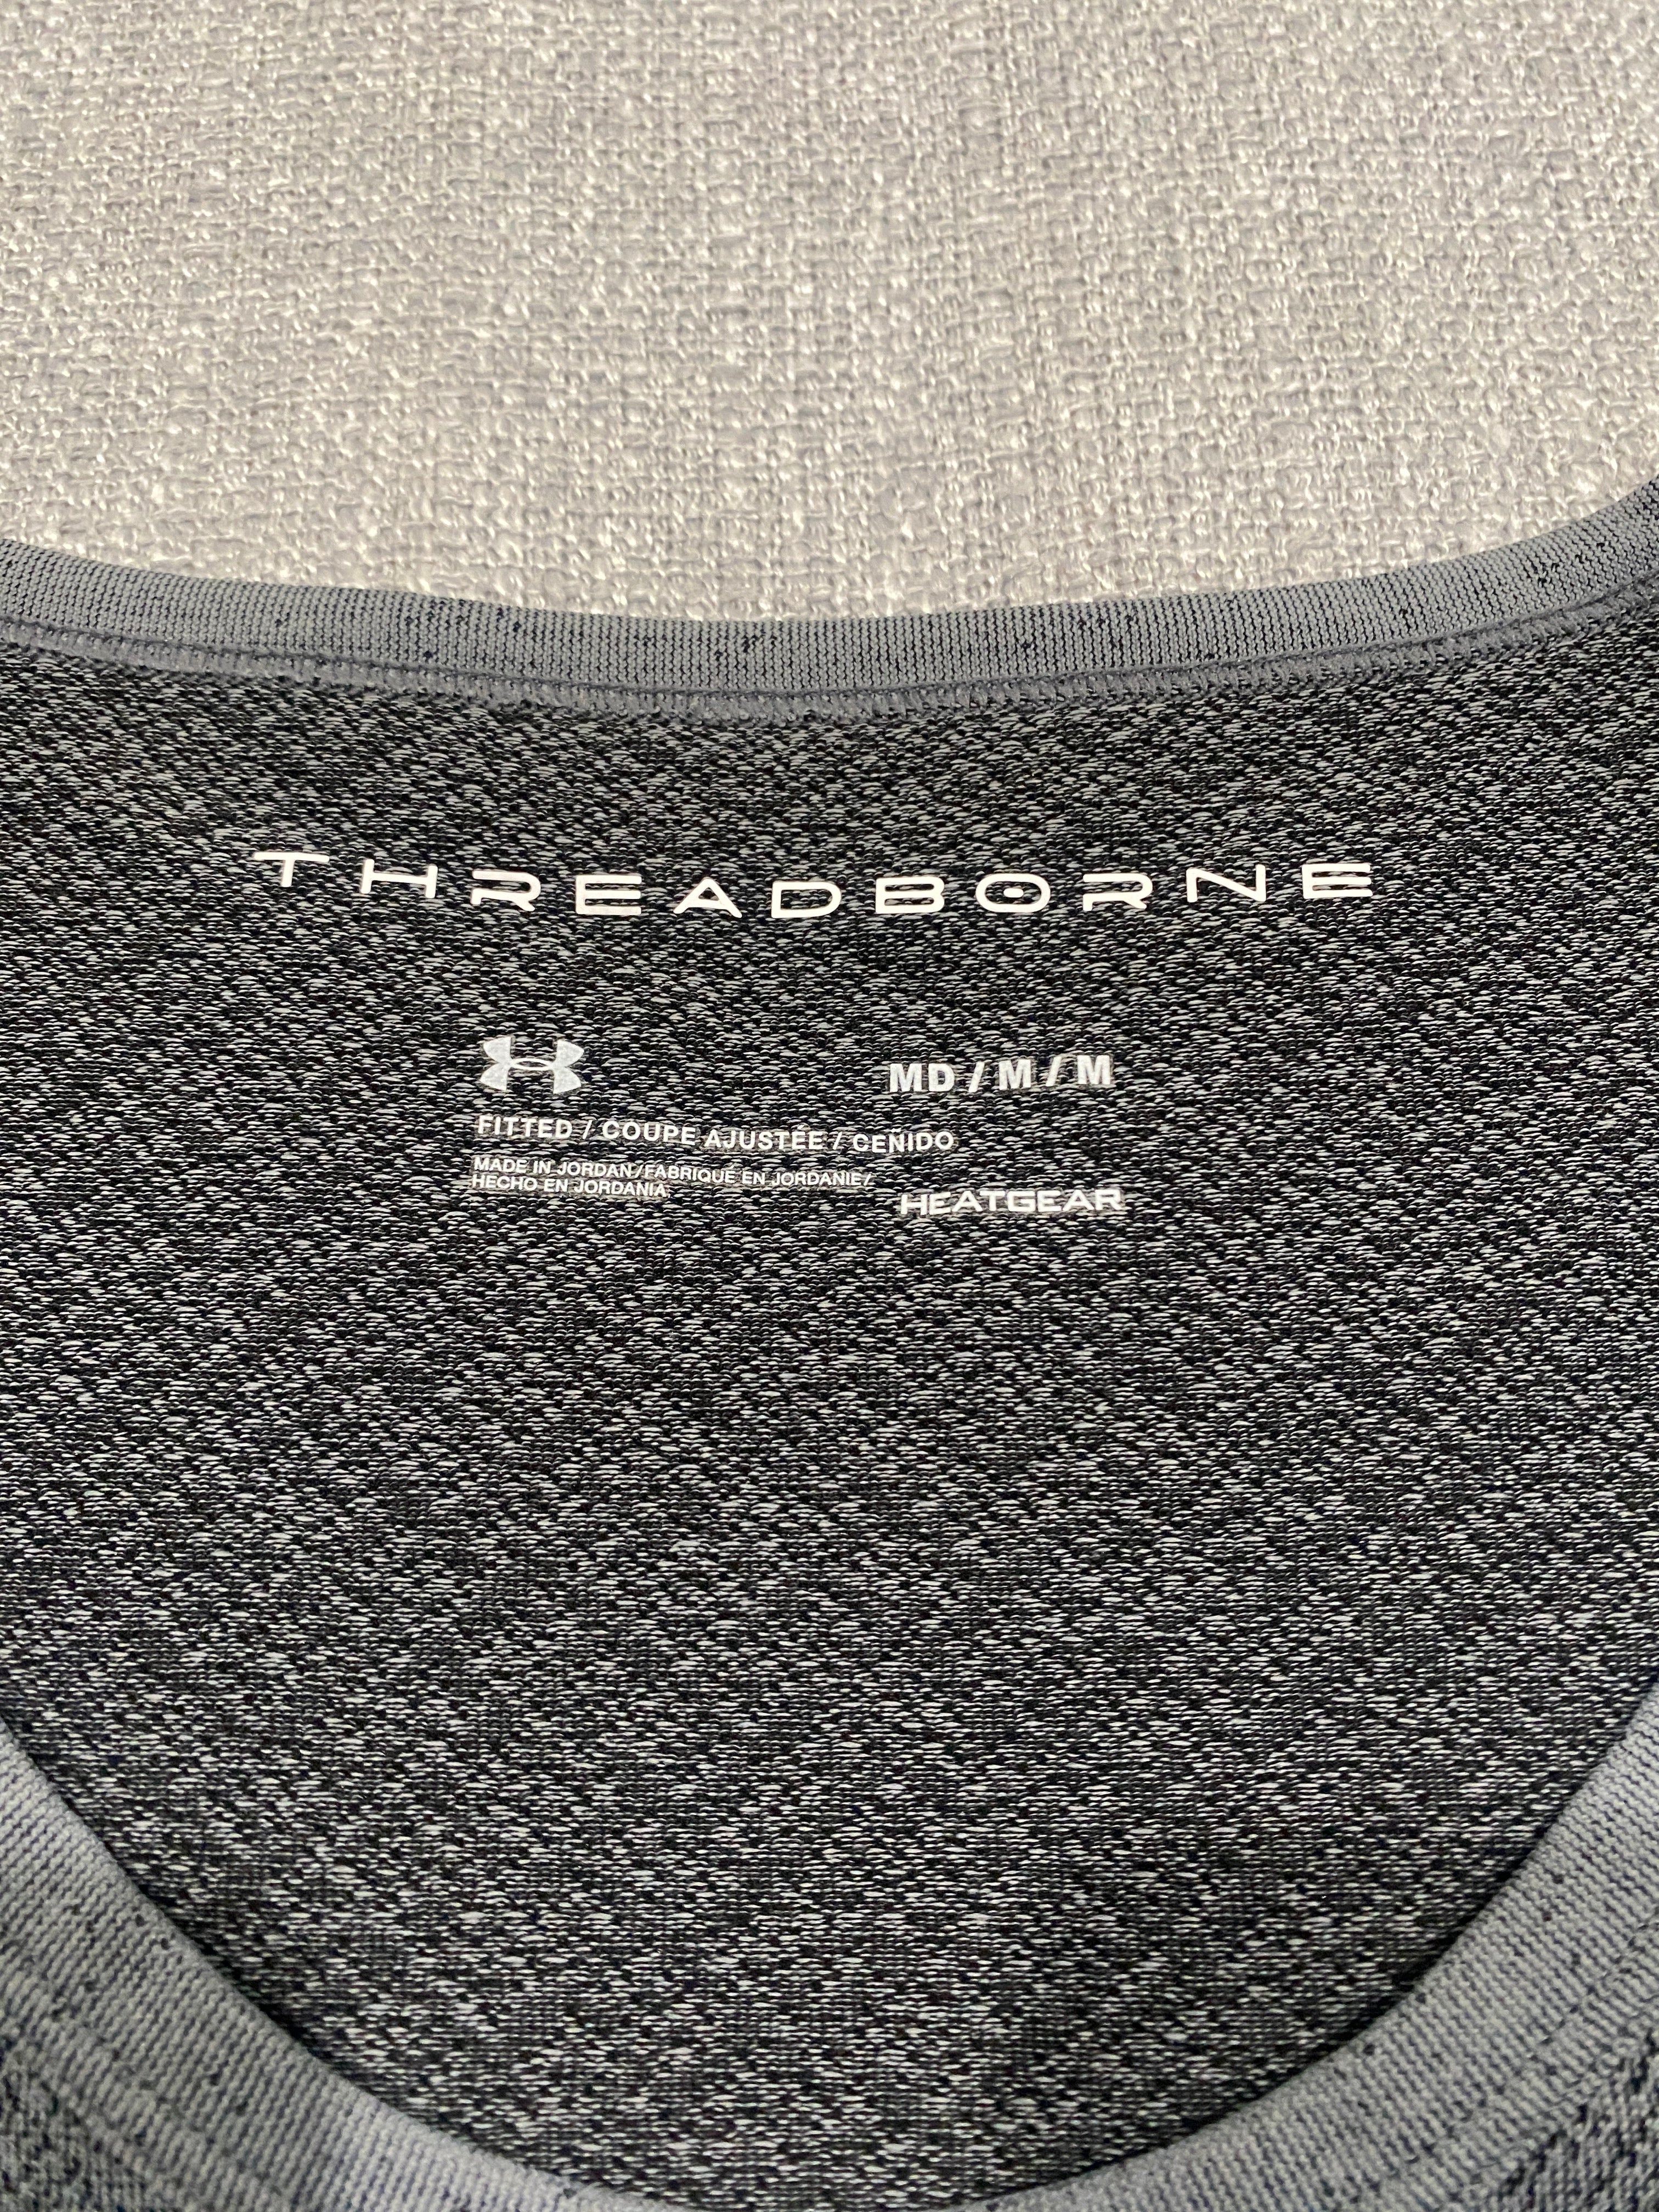 THREADBORNE
MD / M / M
FITTED / COUPE AJUSTÉE / CEÑIDO
MADE IN JORDAN/FABRIQUÉ EN JORDANIE/
HECHO EN JORDANIA
HEATGEAR